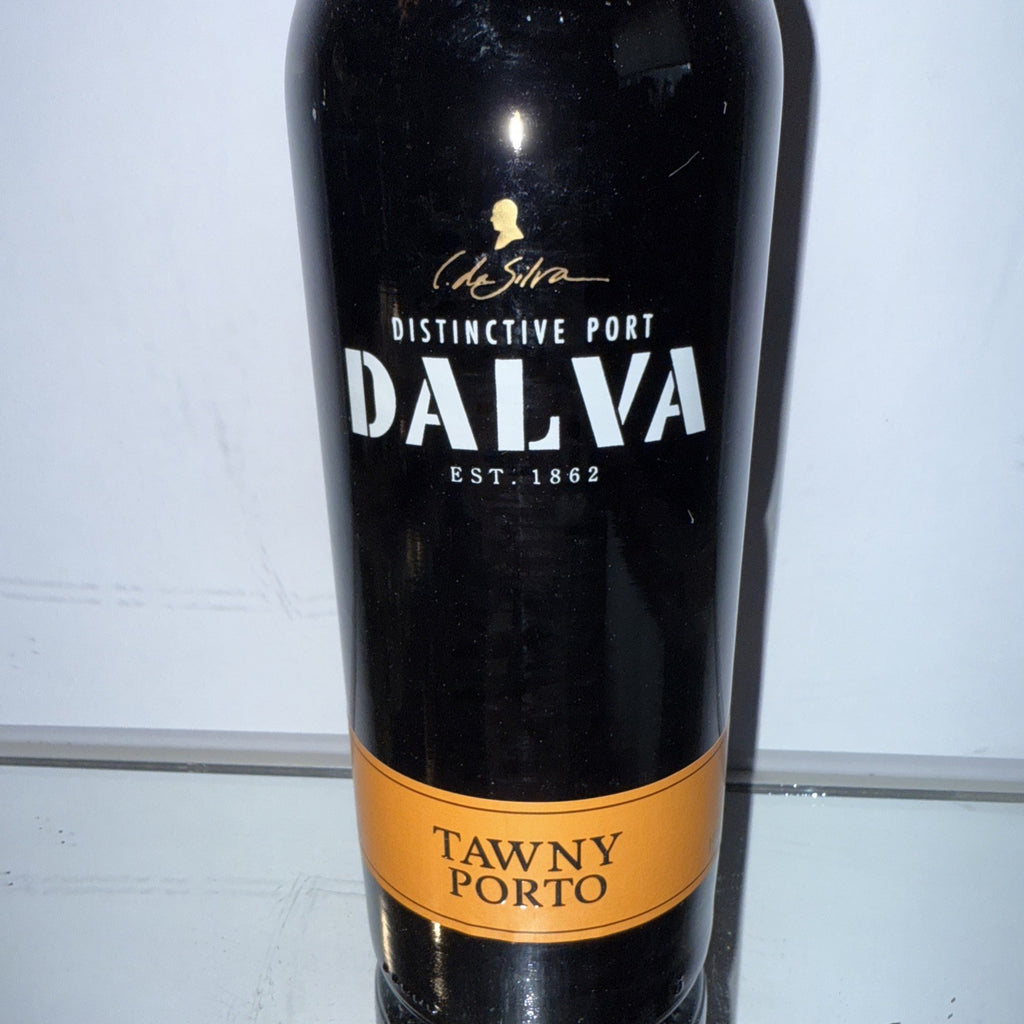 C. da Silva
DISTINCTIVE PORT
DALVA
EST. 1862
TAWNY
PORTO